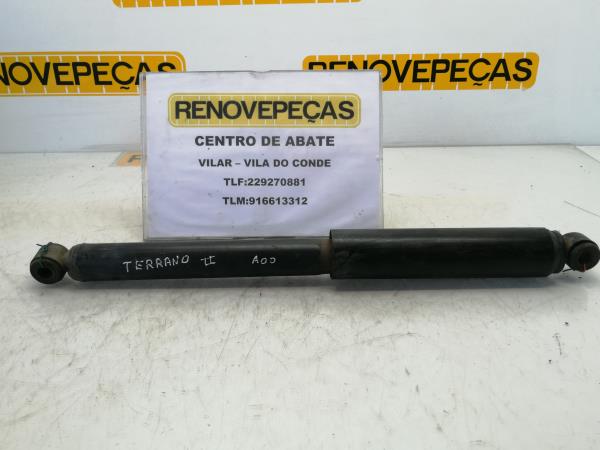 RENOVEPEÇAS
RENOVEPEÇAS
RENOVEPEÇAS
CENTRO DE ABATE
VILAR – VILA DO CONDE
TLF:229270881
TLM:916613312
TERRANO II A00